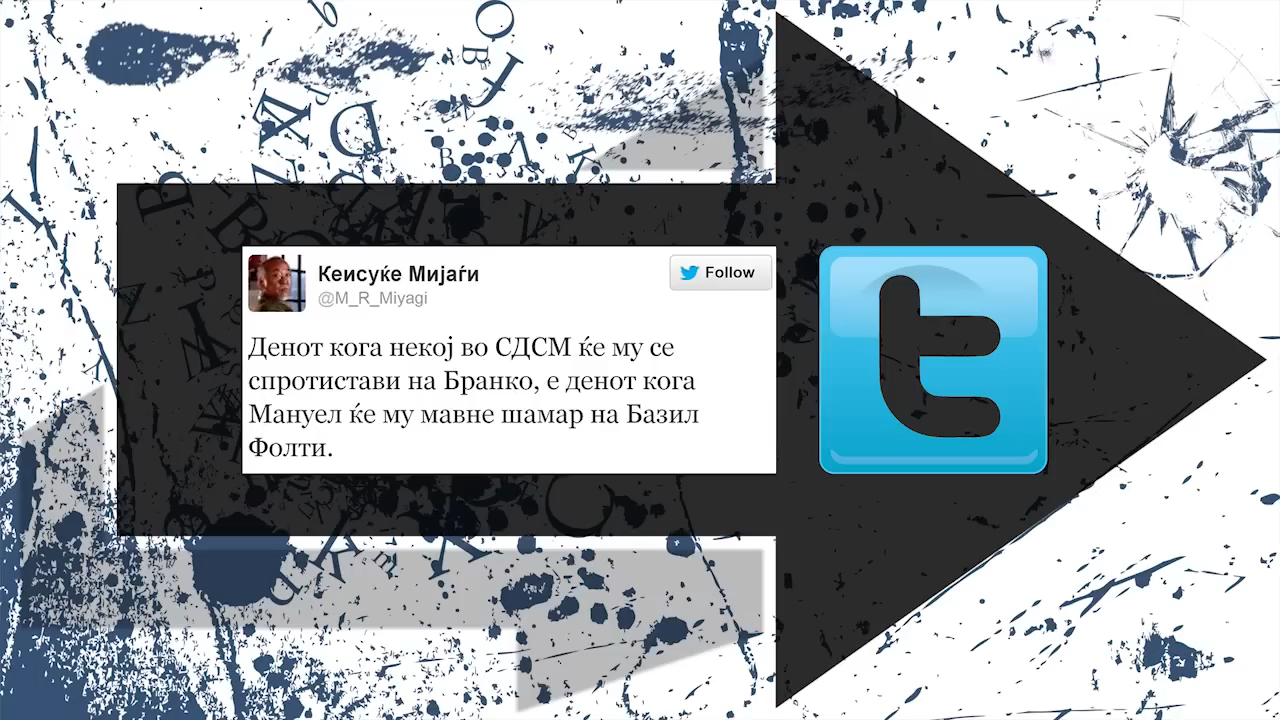 Кеисуќе Мијаѓи
@M_R_Miyagi
Follow
Денот кога некој во СДСМ ќе му се
спротистави на Бранко, е денот кога
Мануел ќе му мавне шамар на Базил
Фолти.